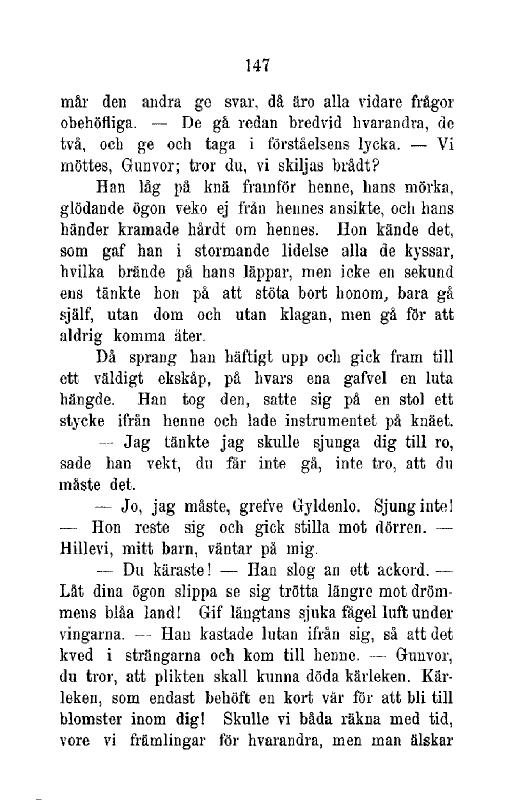 147
mår den andra ge svar, då äro alla vidare frågor
obehöfliga. — De gå redan bredvid hvarandra, de
två, och ge och taga i förståelsens lycka. — Vi
möttes, Gunvor; tror du, vi skiljas brådt?
Han låg på knä framför henne, hans mörka,
glödande ögon veko ej från hennes ansikte, och hans
händer kramade hårdt om hennes. Hon kände det,
som gaf han i stormande lidelse alla de kyssar,
hvilka brände på hans läppar, men icke en sekund
ens tänkte hon på att stöta bort honom, bara gå
själf, utan dom och utan klagan, men gå för att
aldrig komma åter.
Då sprang han häftigt upp och gick fram till
ett väldigt ekskåp, på hvars ena gafvel en luta
hängde. Han tog den, satte sig på en stol ett
stycke ifrån henne och lade instrumentet på knäet.
— Jag tänkte jag skulle sjunga dig till ro,
sade han vekt, du får inte gå, inte tro, att du
måste det.
— Jo, jag måste, grefve Gyldenlo. Sjung inte!
— Hon reste sig och gick stilla mot dörren. —
Hillevi, mitt barn, väntar på mig.
— Du käraste! — Han slog an ett ackord. —
Låt dina ögon slippa se sig trötta längre mot dröm-
mens blåa land! Gif längtans sjuka fågel luft under
vingarna. — Han kastade lutan ifrån sig, så att det
kved i strängarna och kom till henne. — Gunvor,
du tror, att plikten skall kunna döda kärleken. Kär-
leken, som endast behöft en kort vår för att bli till
blomster inom dig! Skulle vi båda räkna med tid,
vore vi främlingar för hvarandra, men man älskar